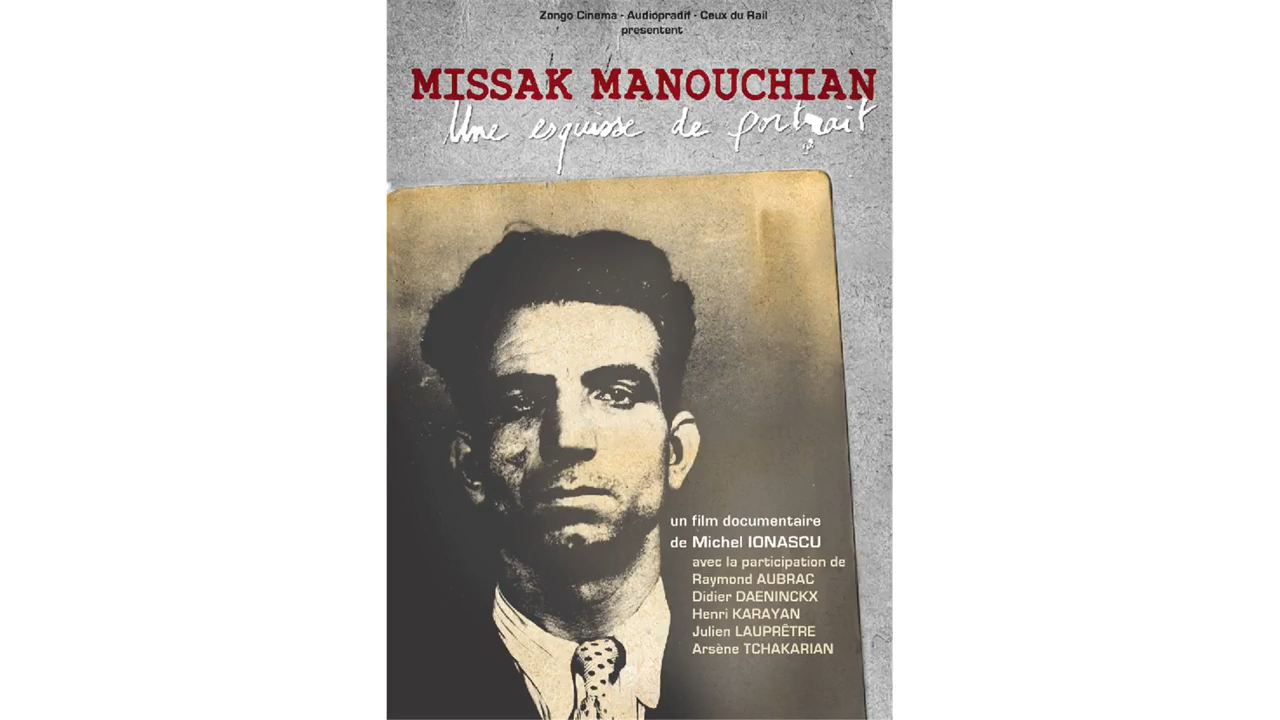 Zongo Cinema - Audiopradif - Ceux du Rail
presentent
MISSAK MANOUCHIAN
Une esquisse de portrait
un film documentaire
de Michel IONASCU
avec la participation de
Raymond AUBRAC
Didier DAENINCKX
Henri KARAYAN
Julien LAUPRÊTRE
Arsène TCHAKARIAN